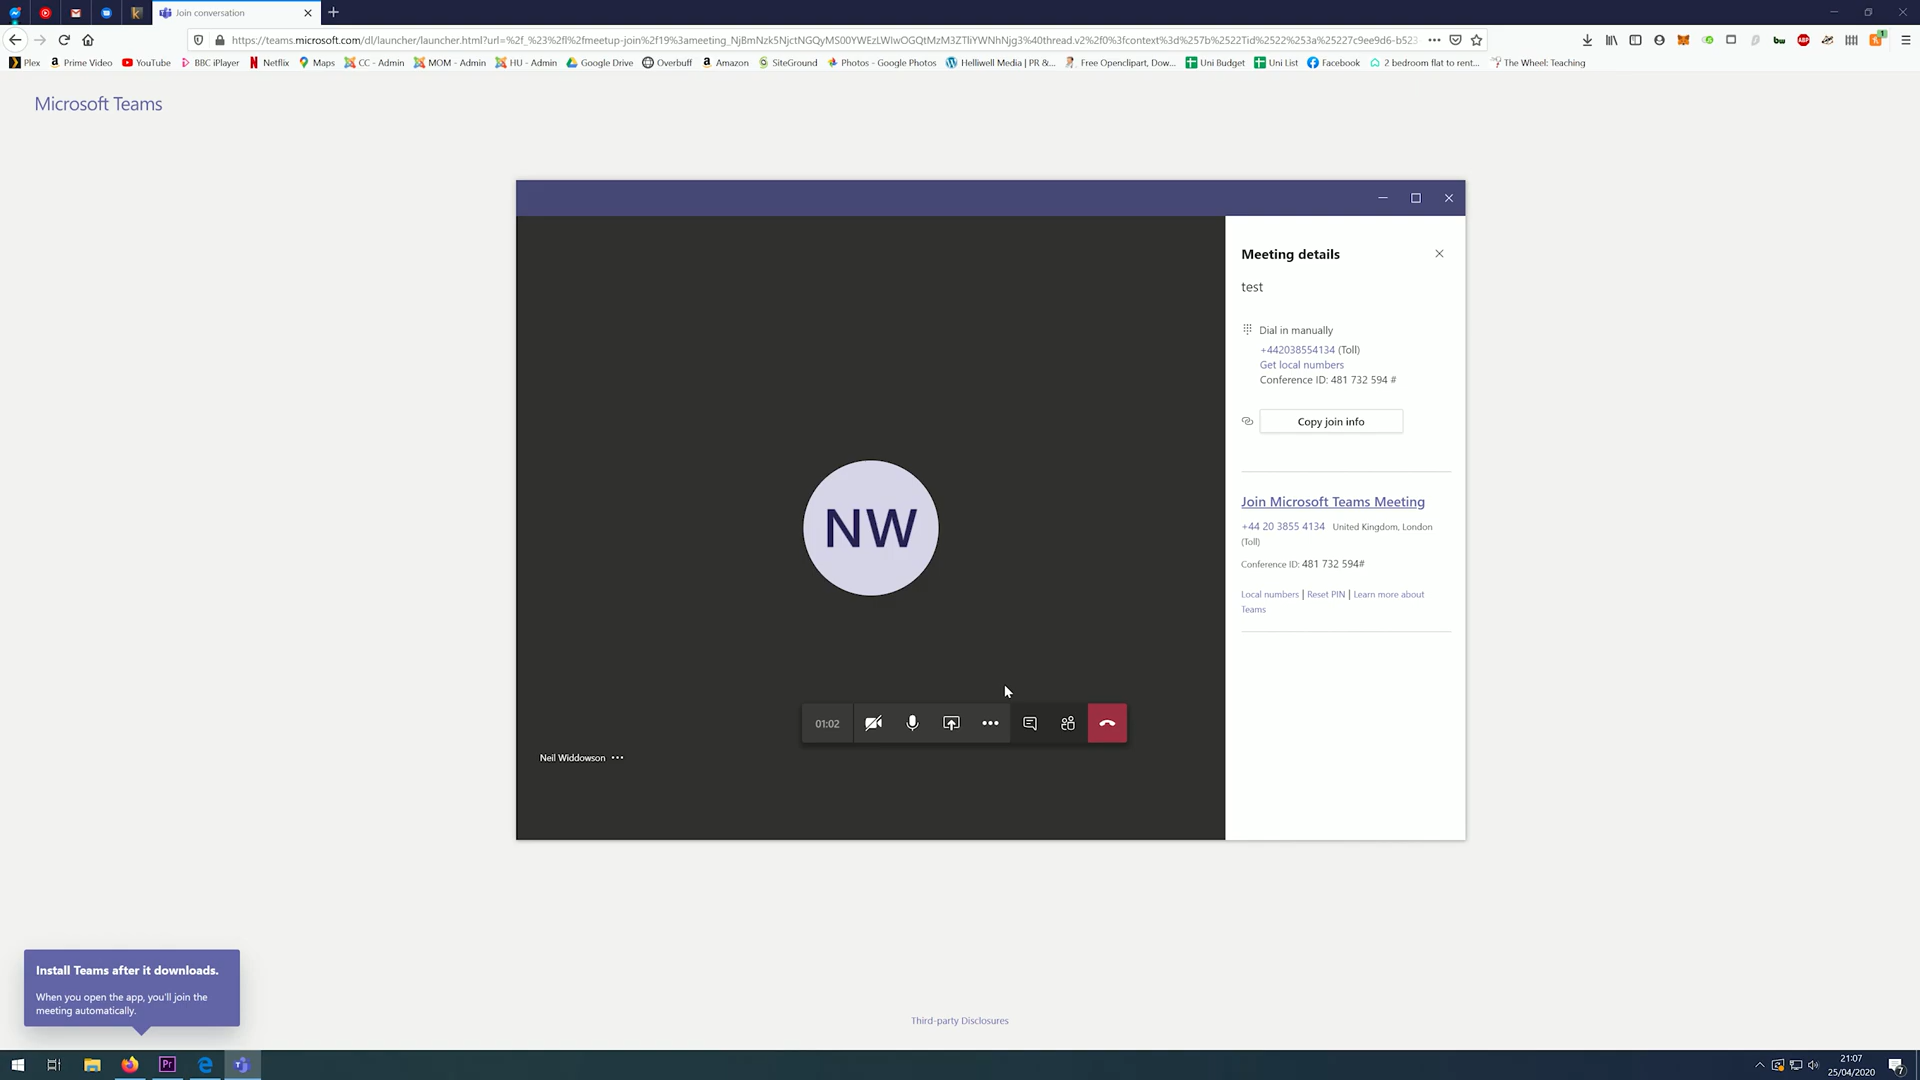 Join conversation
https://teams.microsoft.com/dl/launcher/launcher.html?url=%2f_%23%2fl%2fmeetup-join%2f19%3ameeting_NjBmNzk5NjctNGQyMS00YWEzLWIwOGQtMzM3ZTliYWNhNjg3%40thread.v2%2f0%3fcontext%3d%257b%2522Tid%2522%253a%25227c9ee9d6-b523
Plex Prime Video YouTube BBC iPlayer Netflix Maps CC - Admin MOM - Admin HU - Admin Google Drive Overbuff Amazon SiteGround Photos - Google Photos Helliwell Media | PR &... Free Openclipart, Dow... Uni Budget Uni List Facebook 2 bedroom flat to rent... The Wheel: Teaching
Microsoft Teams
Meeting details
test
Dial in manually
+442038554134 (Toll)
Get local numbers
Conference ID: 481 732 594 #
Copy join info
Join Microsoft Teams Meeting
+44 20 3855 4134 United Kingdom, London
(Toll)
Conference ID: 481 732 594#
Local numbers | Reset PIN | Learn more about
Teams
NW
01:02
Neil Widdowson
Install Teams after it downloads.
When you open the app, you'll join the
meeting automatically.
Third-party Disclosures
Pr
21:07
25/04/2020
7